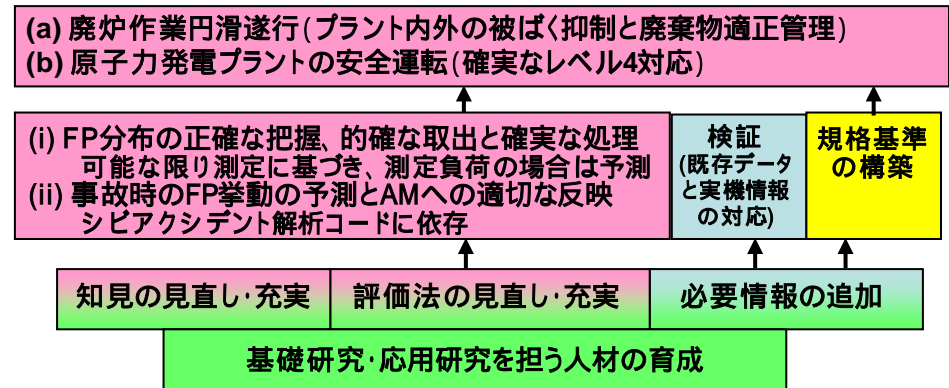 (a) 廃炉作業円滑遂行(プラント内外の被ばく抑制と廃棄物適正管理)
(b) 原子力発電プラントの安全運転(確実なレベル4対応)
(i) FP分布の正確な把握、的確な取出と確実な処理
可能な限り測定に基づき、測定負荷の場合は予測
(ii) 事故時のFP挙動の予測とAMへの適切な反映
シビアクシデント解析コードに依存
検証
(既存データ
と実機情報
の対応)
規格基準
の構築
知見の見直し・充実
評価法の見直し・充実
必要情報の追加
基礎研究・応用研究を担う人材の育成